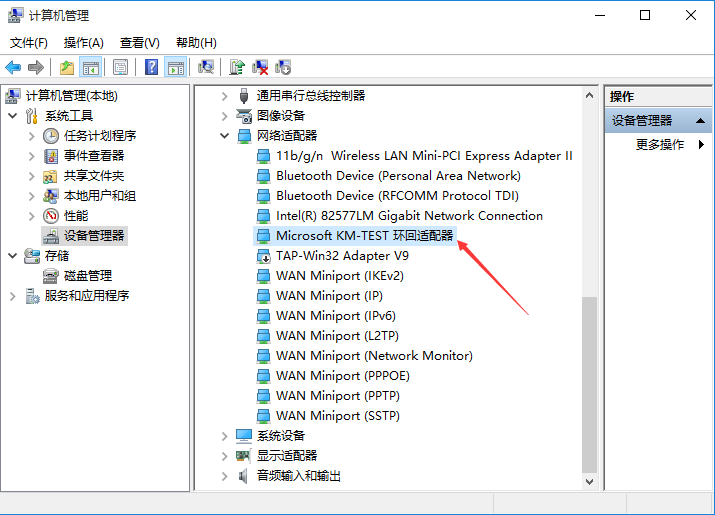 计算机管理
文件(F) 操作(A) 查看(V) 帮助(H)
计算机管理(本地)
系统工具
任务计划程序
事件查看器
共享文件夹
本地用户和组
性能
设备管理器
存储
磁盘管理
服务和应用程序
通用串行总线控制器
图像设备
网络适配器
11b/g/n Wireless LAN Mini-PCI Express Adapter II
Bluetooth Device (Personal Area Network)
Bluetooth Device (RFCOMM Protocol TDI)
Intel(R) 82577LM Gigabit Network Connection
Microsoft KM-TEST 环回适配器
TAP-Win32 Adapter V9
WAN Miniport (IKEv2)
WAN Miniport (IP)
WAN Miniport (IPv6)
WAN Miniport (L2TP)
WAN Miniport (Network Monitor)
WAN Miniport (PPPOE)
WAN Miniport (PPTP)
WAN Miniport (SSTP)
系统设备
显示适配器
音频输入和输出
操作
设备管理器
更多操作